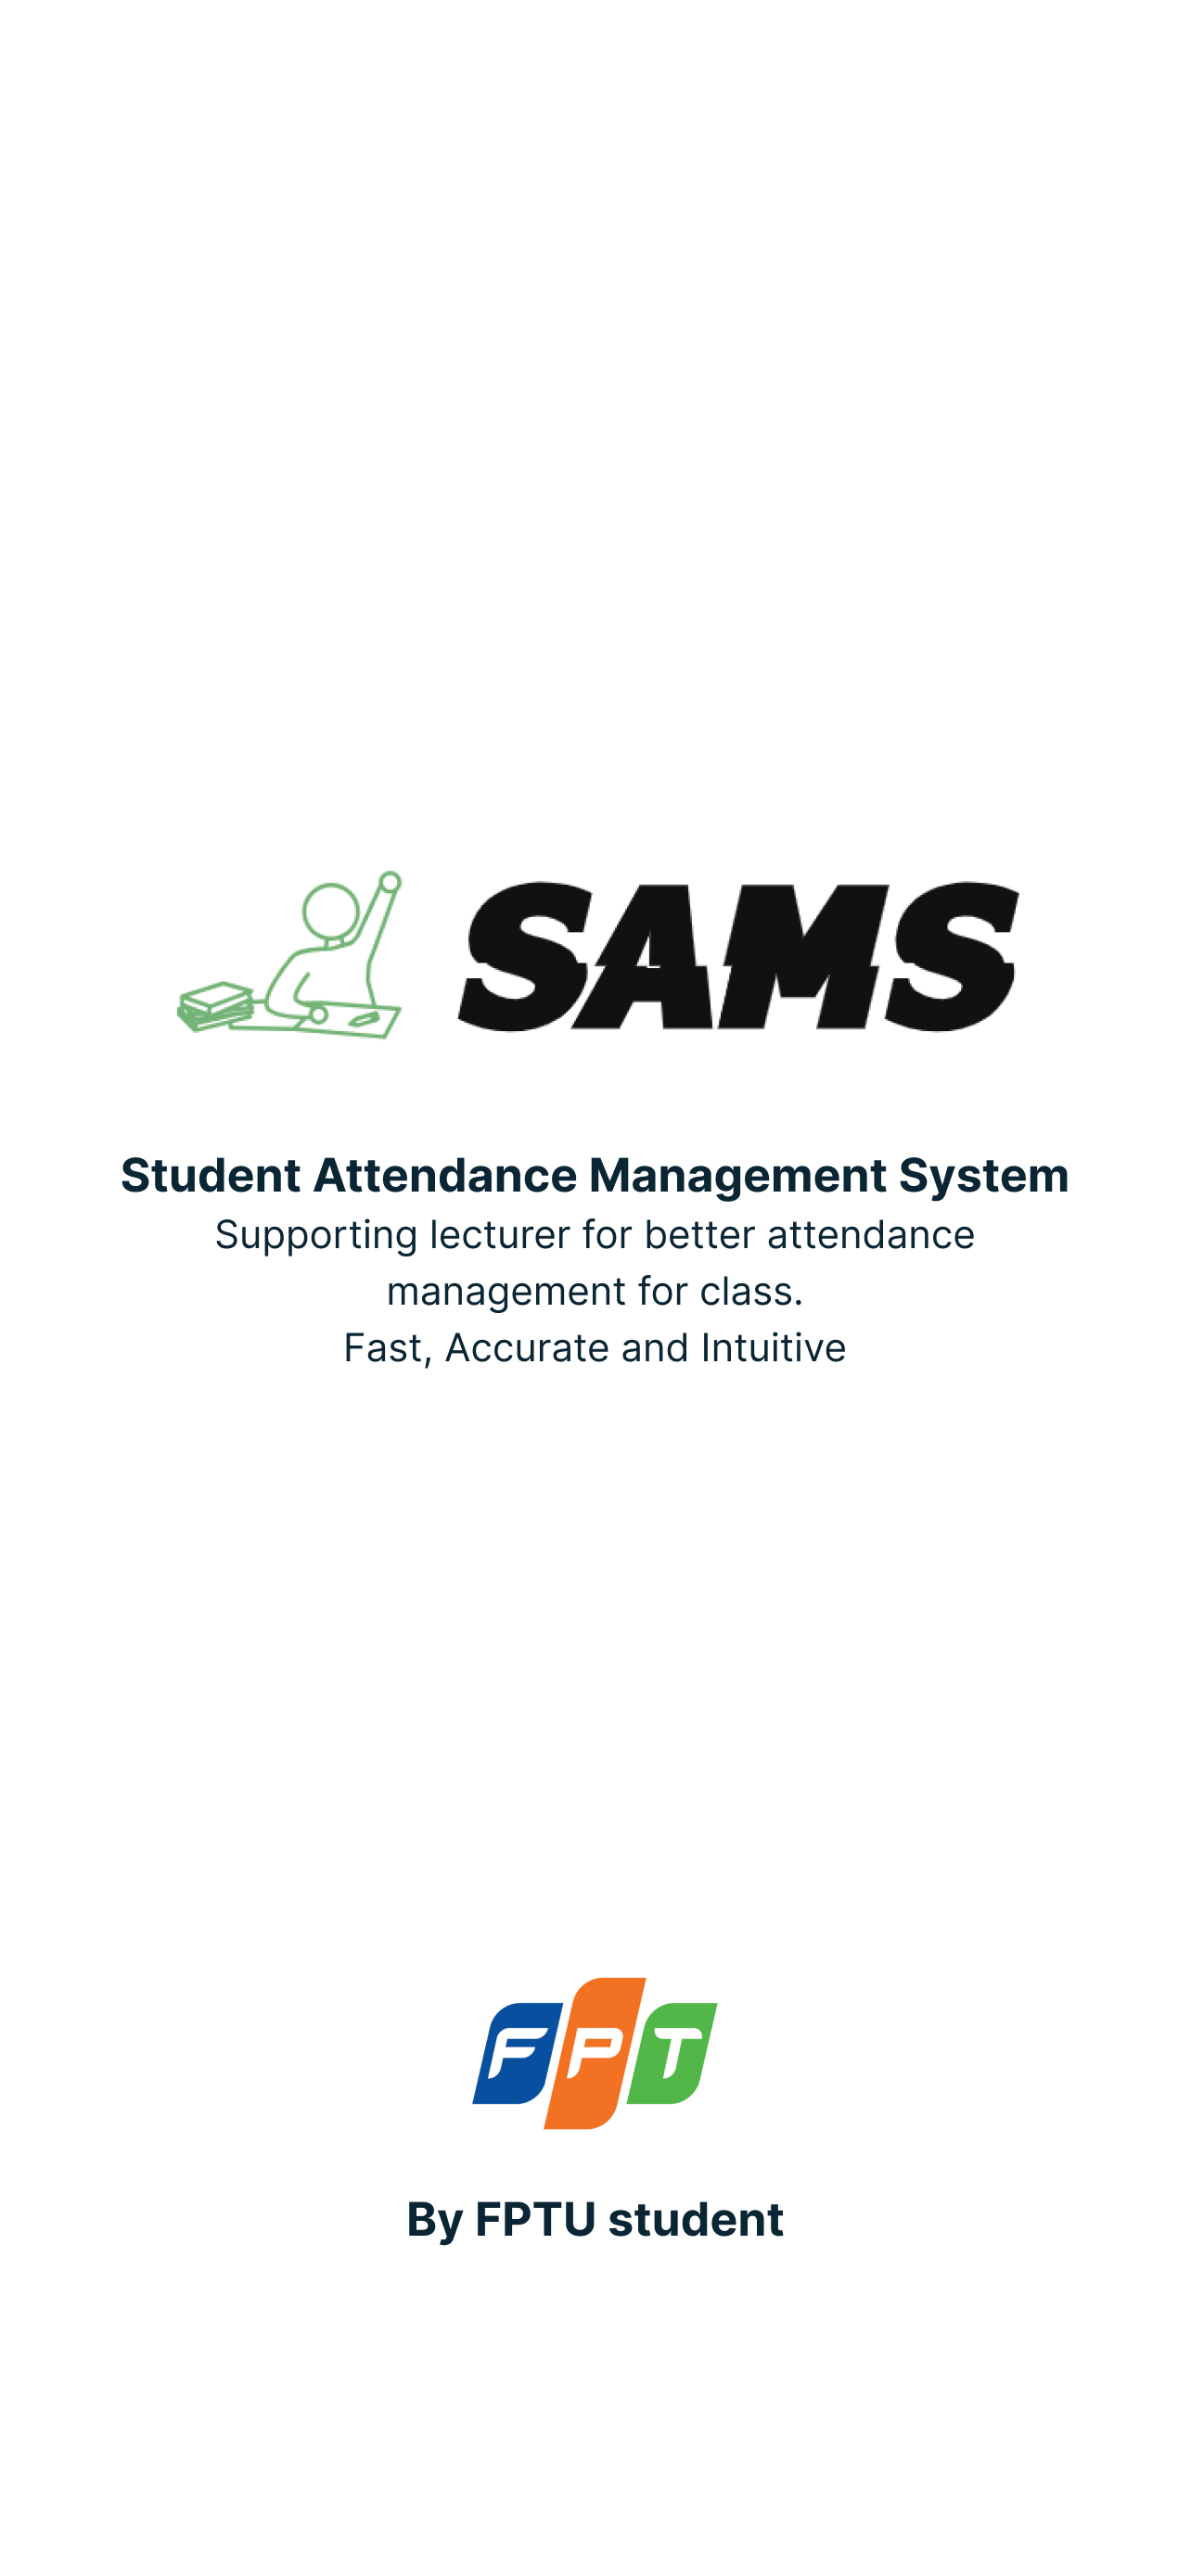 SAMS
Student Attendance Management System
Supporting lecturer for better attendance
management for class.
Fast, Accurate and Intuitive
FPT
By FPTU student